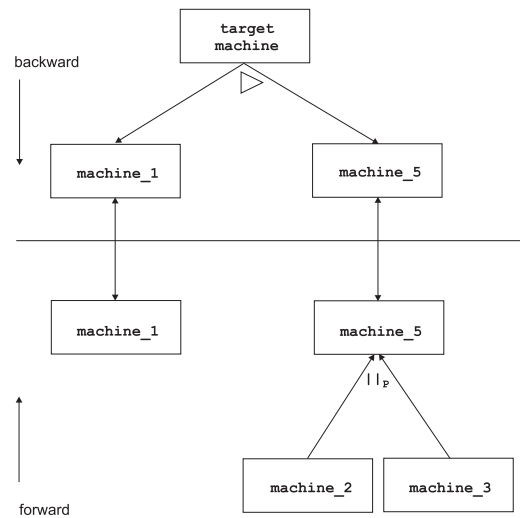 target
machine
backward
machine_1
machine_5
machine_1
machine_5
||P
machine_2
machine_3
forward